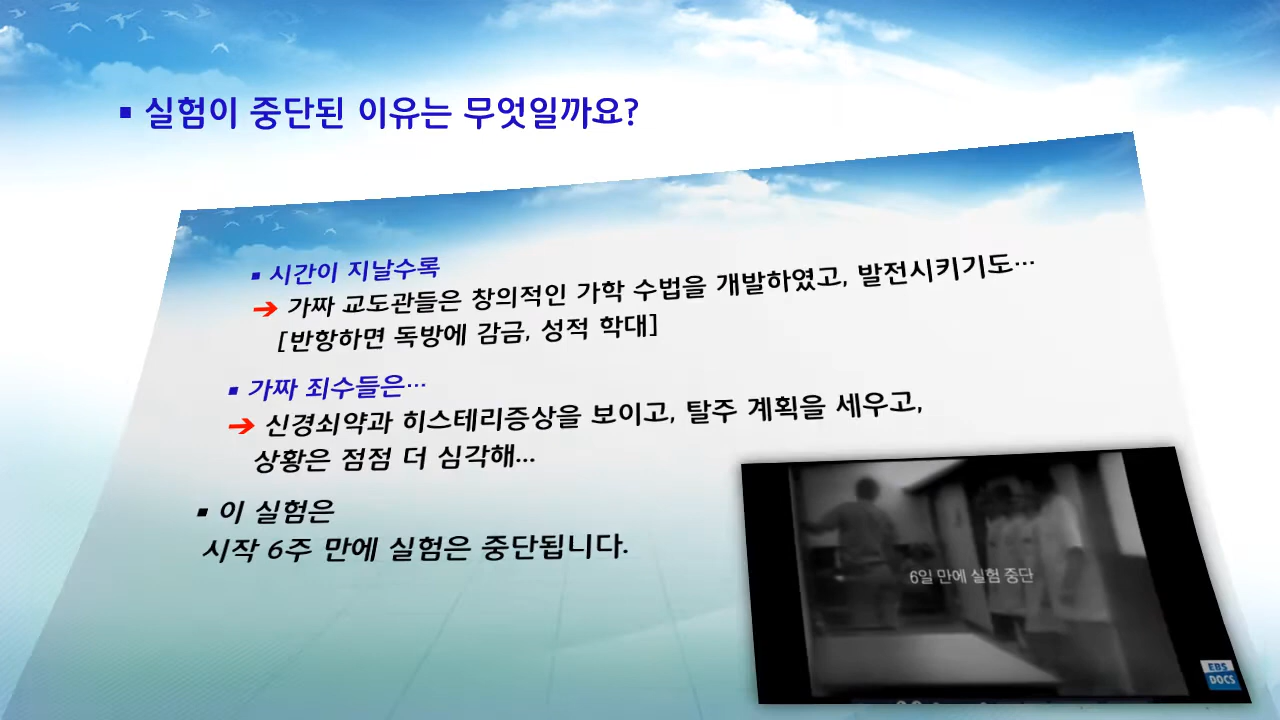 ▪ 실험이 중단된 이유는 무엇일까요?
▪ 시간이 지날수록
➔ 가짜 교도관들은 창의적인 가학 수법을 개발하였고, 발전시키기도…
[반항하면 독방에 감금, 성적 학대]
▪ 가짜 죄수들은…
➔ 신경쇠약과 히스테리증상을 보이고, 탈주 계획을 세우고,
상황은 점점 더 심각해...
▪ 이 실험은
시작 6주 만에 실험은 중단됩니다.
6일 만에 실험 중단
EBS
DOCS